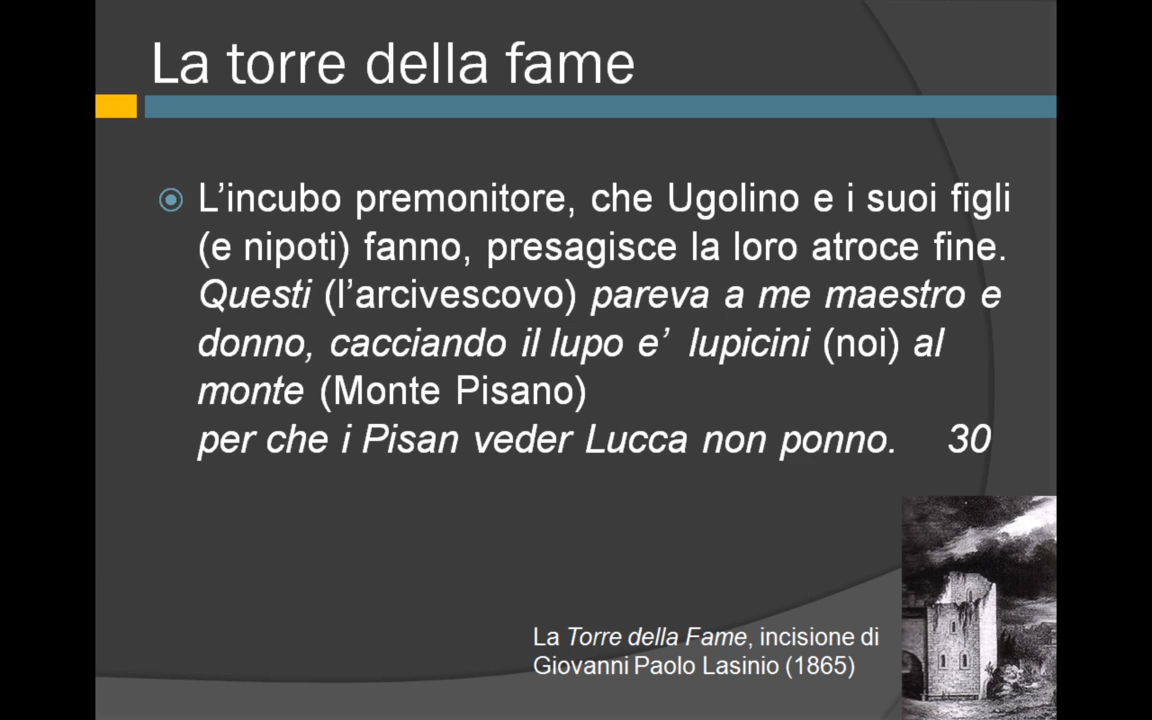 La torre della fame
L’incubo premonitore, che Ugolino e i suoi figli
(e nipoti) fanno, presagisce la loro atroce fine.
Questi (l’arcivescovo) pareva a me maestro e
donno, cacciando il lupo e’ lupicini (noi) al
monte (Monte Pisano)
per che i Pisan veder Lucca non ponno. 30
La Torre della Fame, incisione di
Giovanni Paolo Lasinio (1865)